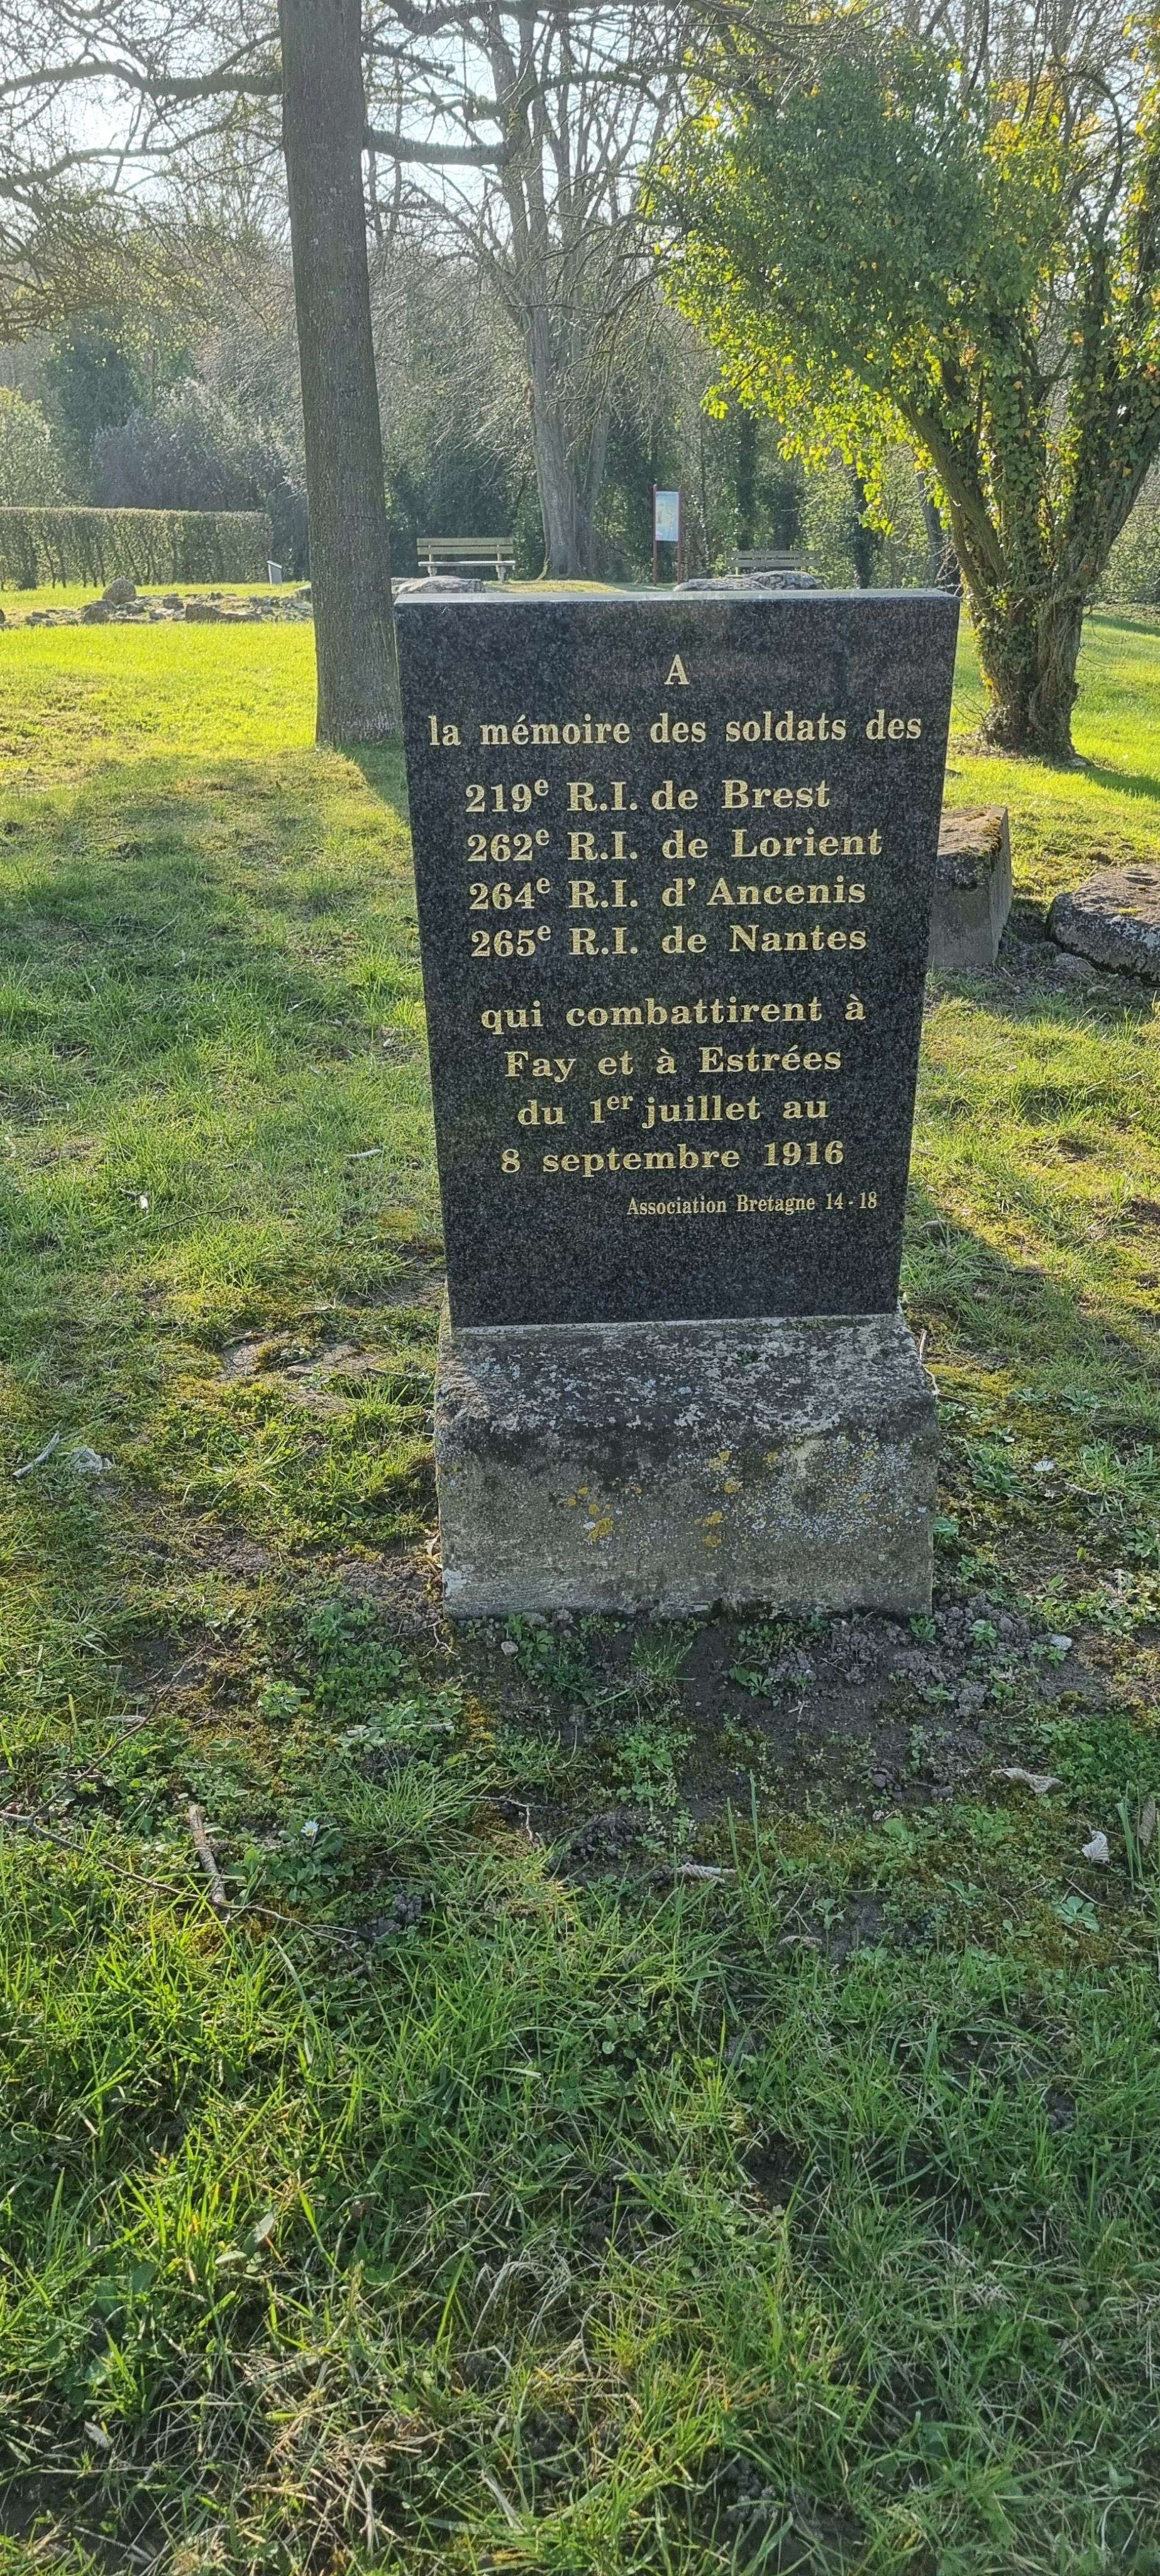 A
la mémoire des soldats des
219e R.I. de Brest
262e R.I. de Lorient
264e R.I. d'Ancenis
265e R.I. de Nantes
qui combattirent à
Fay et à Estrées
du 1er juillet au
8 septembre 1916
Association Bretagne 14-18